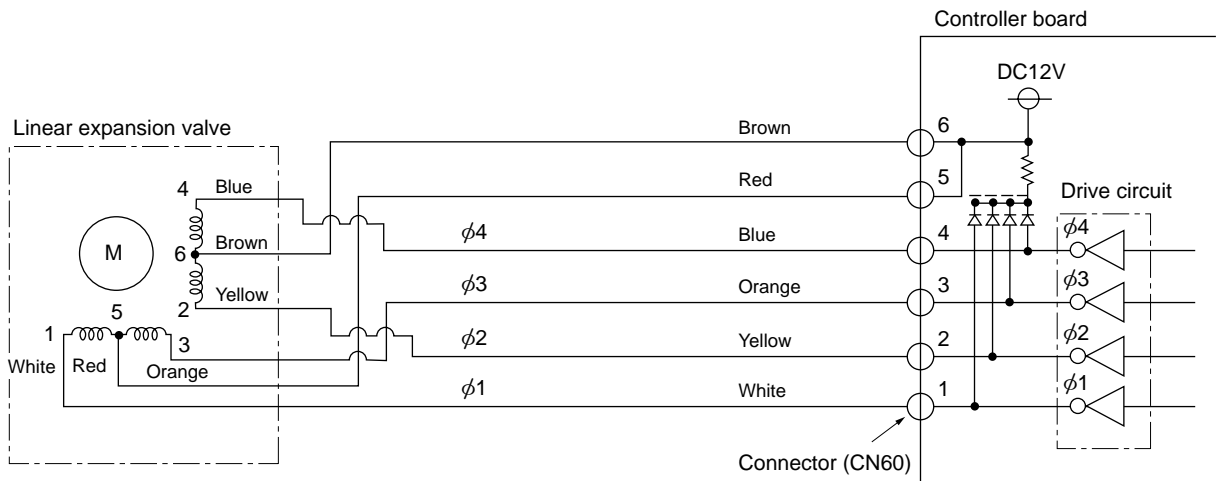 Controller board
DC12V
Linear expansion valve
Brown
6
4
Blue
Red
5
Drive circuit
M
6
Brown
ϕ4
Blue
4
ϕ4
Yellow
2
ϕ3
Orange
3
ϕ3
5
1
3
White
Red
Orange
ϕ2
Yellow
2
ϕ2
ϕ1
White
1
ϕ1
Connector (CN60)